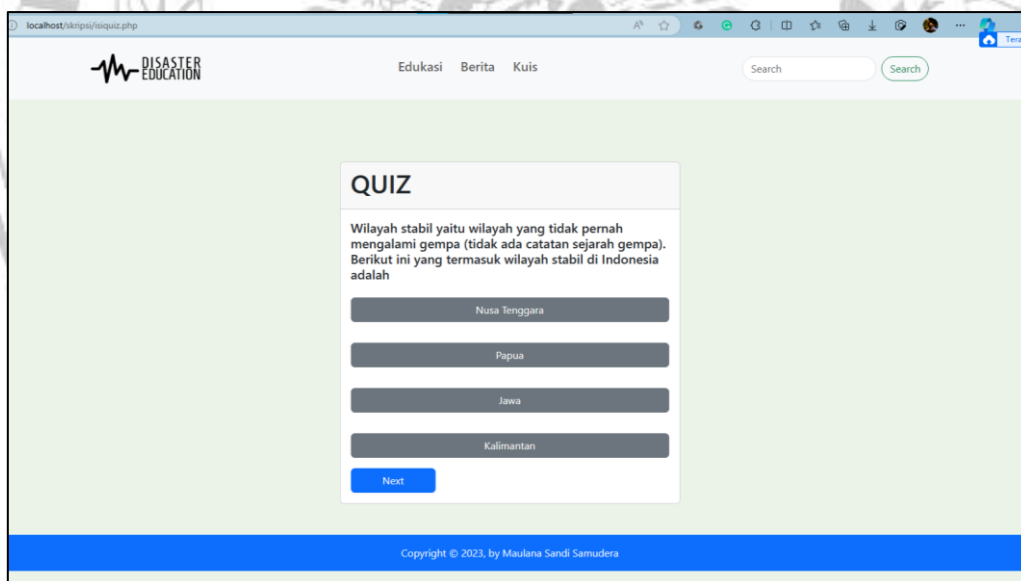 localhost/skripsi/isiquiz.php
DISASTER
EDUCATION
Edukasi Berita Kuis
Search Search
QUIZ
Wilayah stabil yaitu wilayah yang tidak pernah
mengalami gempa (tidak ada catatan sejarah gempa).
Berikut ini yang termasuk wilayah stabil di Indonesia
adalah
Nusa Tenggara
Papua
Jawa
Kalimantan
Next
Copyright © 2023, by Maulana Sandi Samudera